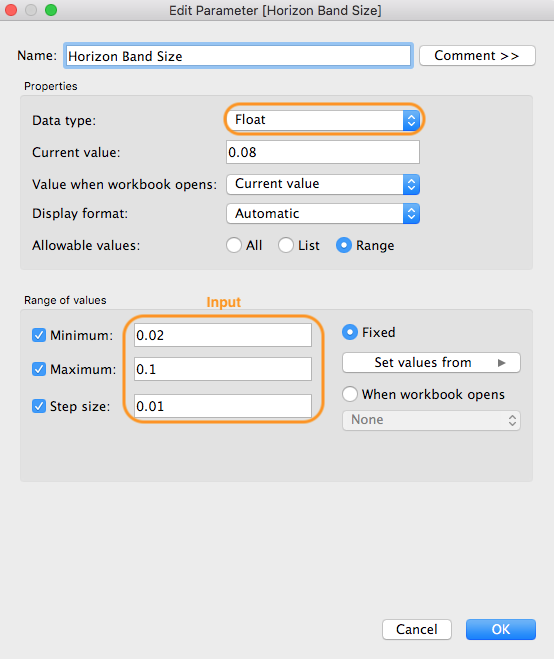 Edit Parameter [Horizon Band Size]
Name: Horizon Band Size Comment >>
Properties
Data type: Float
Current value: 0.08
Value when workbook opens: Current value
Display format: Automatic
Allowable values: All List Range
Range of values Input
Minimum: 0.02 Fixed
Maximum: 0.1 Set values from
Step size: 0.01 When workbook opens
None
Cancel OK